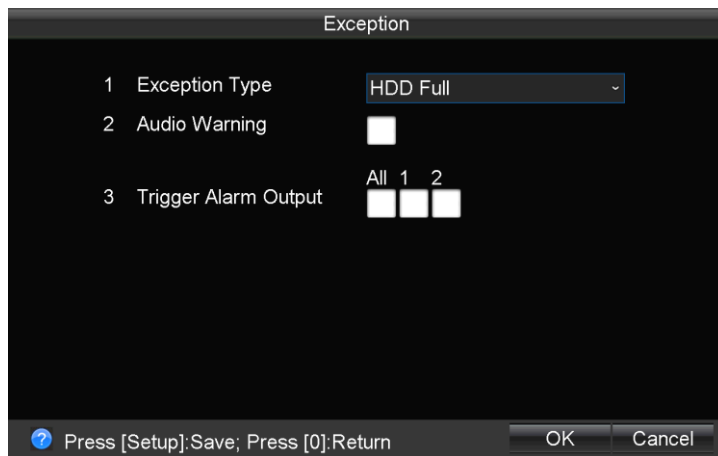 Exception
1 Exception Type HDD Full
2 Audio Warning
All 1 2
3 Trigger Alarm Output
? Press [Setup]:Save; Press [0]:Return OK Cancel